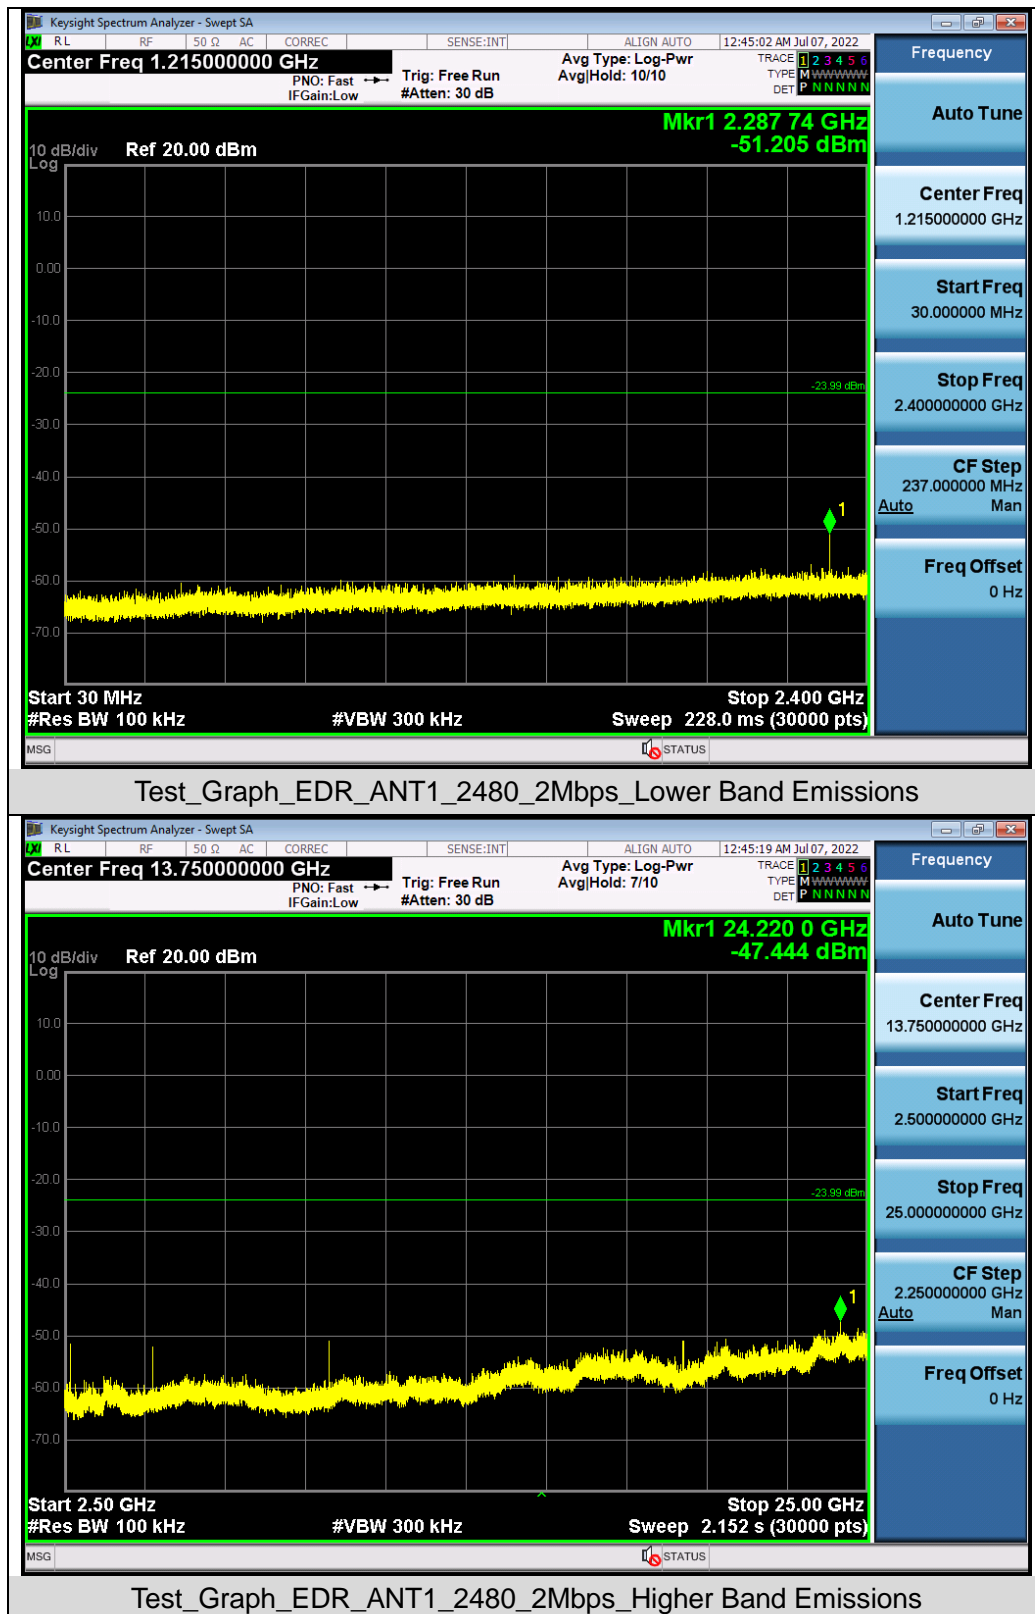 Keysight Spectrum Analyzer - Swept SA
LXI RL RF 50 Ω AC CORREC SENSE:INT ALIGN AUTO 12:45:02 AM Jul 07, 2022
Center Freq 1.215000000 GHz
PNO: Fast
IFGain:Low
Trig: Free Run
#Atten: 30 dB
Avg Type: Log-Pwr
Avg|Hold: 10/10
TRACE 1 2 3 4 5 6
TYPE M WWWWW
DET P N N N N N
Mkr1 2.287 74 GHz
-51.205 dBm
10 dB/div Ref 20.00 dBm
Log
10.0
0.00
-10.0
-20.0
-23.99 dBm
-30.0
-40.0
-50.0
1
-60.0
-70.0
Start 30 MHz Stop 2.400 GHz
#Res BW 100 kHz #VBW 300 kHz Sweep 228.0 ms (30000 pts)
MSG STATUS
Frequency
Auto Tune
Center Freq
1.215000000 GHz
Start Freq
30.000000 MHz
Stop Freq
2.400000000 GHz
CF Step
237.000000 MHz
Auto Man
Freq Offset
0 Hz
Test_Graph_EDR_ANT1_2480_2Mbps_Lower Band Emissions
Keysight Spectrum Analyzer - Swept SA
LXI RL RF 50 Ω AC CORREC SENSE:INT ALIGN AUTO 12:45:19 AM Jul 07, 2022
Center Freq 13.750000000 GHz
PNO: Fast
IFGain:Low
Trig: Free Run
#Atten: 30 dB
Avg Type: Log-Pwr
Avg|Hold: 7/10
TRACE 1 2 3 4 5 6
TYPE M WWWWW
DET P N N N N N
Mkr1 24.220 0 GHz
-47.444 dBm
10 dB/div Ref 20.00 dBm
Log
10.0
0.00
-10.0
-20.0
-23.99 dBm
-30.0
-40.0
1
-50.0
-60.0
-70.0
Start 2.50 GHz Stop 25.00 GHz
#Res BW 100 kHz #VBW 300 kHz Sweep 2.152 s (30000 pts)
MSG STATUS
Frequency
Auto Tune
Center Freq
13.750000000 GHz
Start Freq
2.500000000 GHz
Stop Freq
25.000000000 GHz
CF Step
2.250000000 GHz
Auto Man
Freq Offset
0 Hz
Test_Graph_EDR_ANT1_2480_2Mbps_Higher Band Emissions